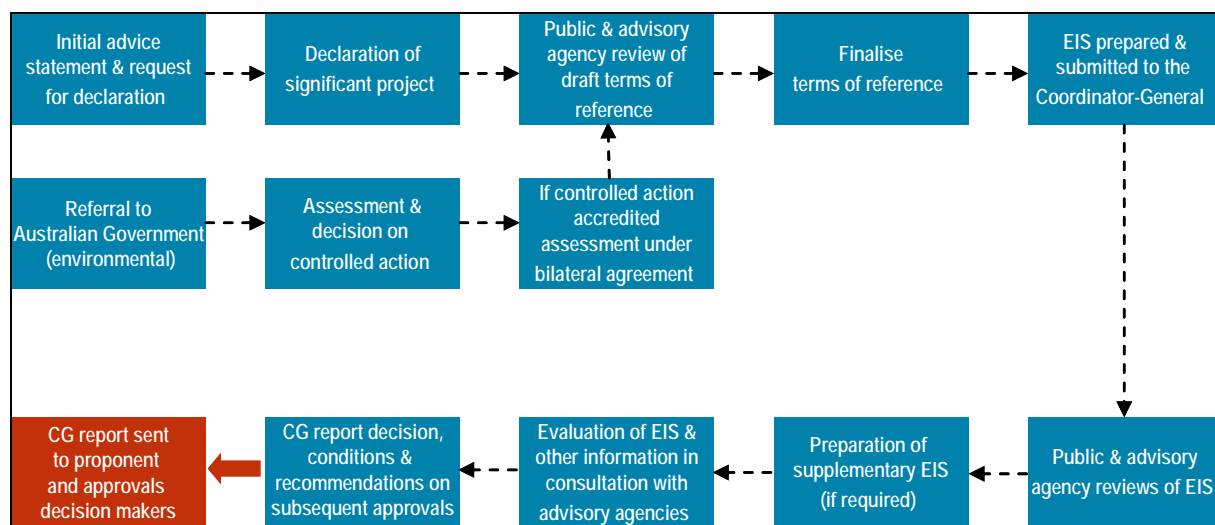 Initial advice
statement & request
for declaration
Declaration of
significant project
Public & advisory
agency review of
draft terms of
reference
Finalise
terms of reference
EIS prepared &
submitted to the
Coordinator-General
Referral to
Australian Government
(environmental)
Assessment &
decision on
controlled action
If controlled action
accredited
assessment under
bilateral agreement
CG report sent
to proponent
and approvals
decision makers
CG report decision,
conditions &
recommendations on
subsequent approvals
Evaluation of EIS &
other information in
consultation with
advisory agencies
Preparation of
supplementary EIS
(if required)
Public & advisory
agency reviews of EIS